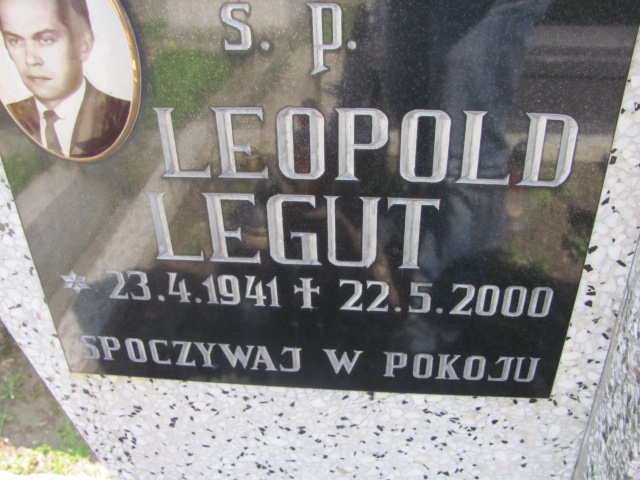 s. p.
LEOPOLD
LEGUT
* 23.4.1941 † 22.5.2000
SPOCZYWAJ W POKOJU